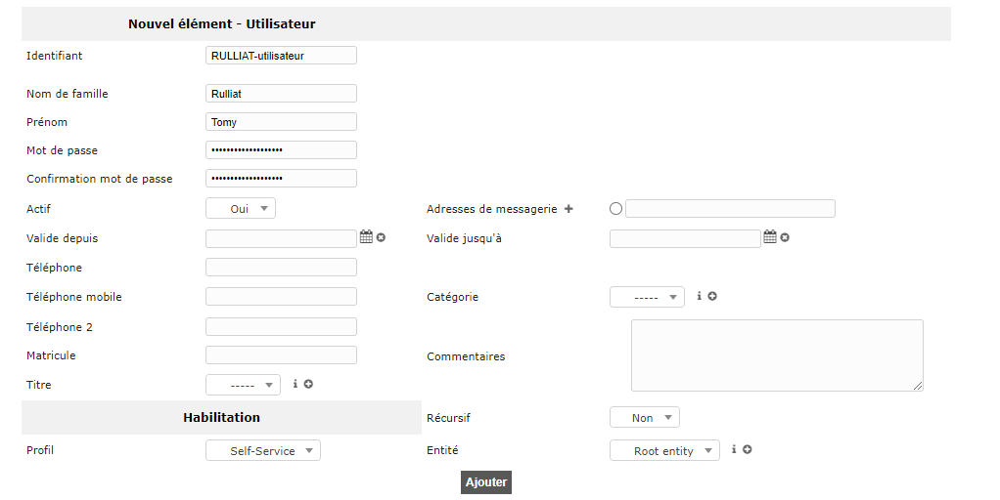 Nouvel élément - Utilisateur
Identifiant RULLIAT-utilisateur
Nom de famille Rulliat
Prénom Tomy
Mot de passe •••••••••••••••••••
Confirmation mot de passe •••••••••••••••••••
Actif Oui Adresses de messagerie +
Valide depuis Valide jusqu'à
Téléphone
Téléphone mobile Catégorie -----
Téléphone 2
Matricule Commentaires
Titre -----
Habilitation Récursif Non
Profil Self-Service Entité Root entity
Ajouter